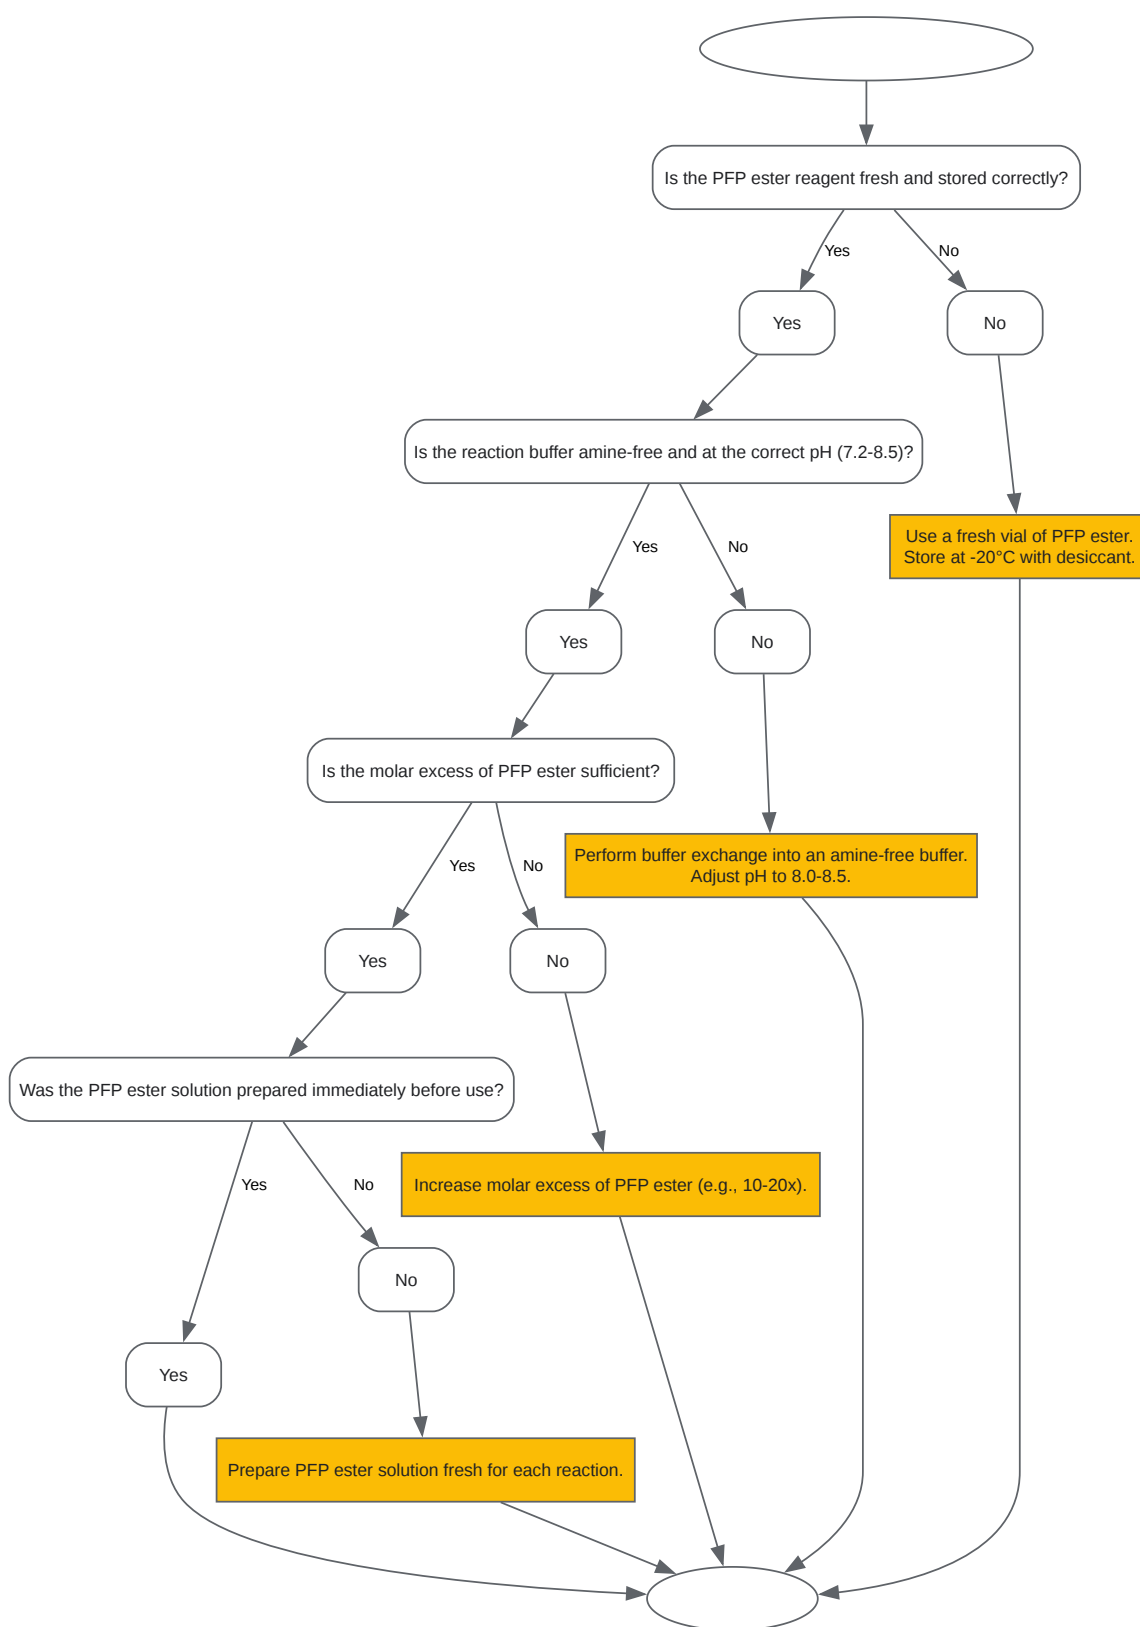 Is the PFP ester reagent fresh and stored correctly?
Yes
No
Yes
No
Is the reaction buffer amine-free and at the correct pH (7.2-8.5)?
Use a fresh vial of PFP ester.
Store at -20°C with desiccant.
Yes
No
Yes
No
Is the molar excess of PFP ester sufficient?
Perform buffer exchange into an amine-free buffer.
Adjust pH to 8.0-8.5.
Yes
No
Yes
No
Was the PFP ester solution prepared immediately before use?
Increase molar excess of PFP ester (e.g., 10-20x).
Yes
No
No
Yes
Prepare PFP ester solution fresh for each reaction.